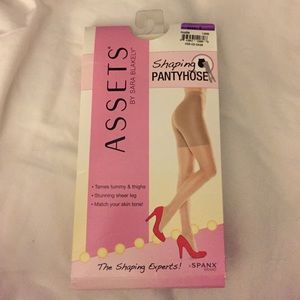 Shaping
PANTYHOSE
ASSETS®
BY SARA BLAKELY
• Tames tummy & thighs
• Stunning sheer leg
• Match your skin tone!
The Shaping Experts!
SPANX